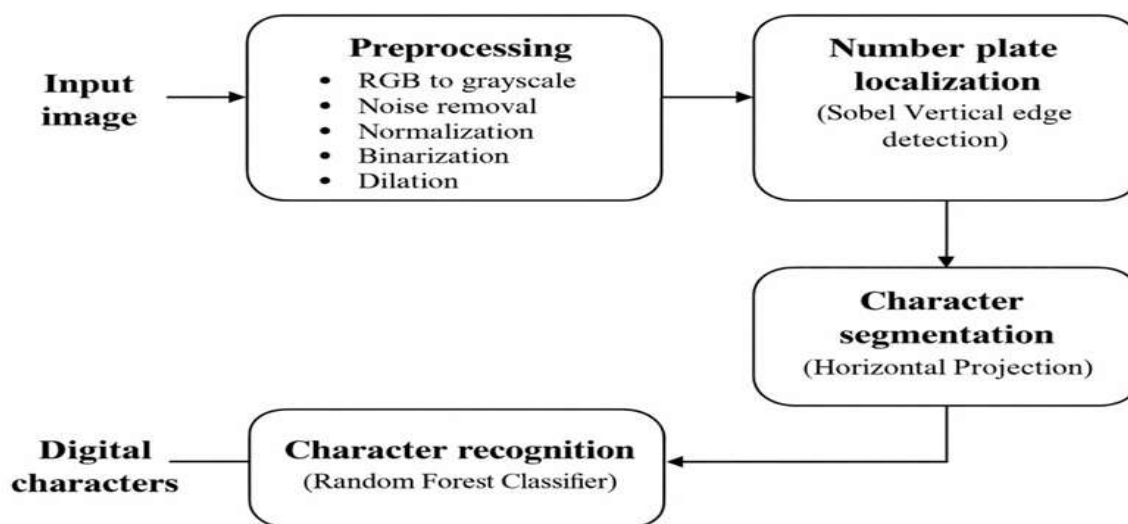 Input
image
Preprocessing
• RGB to grayscale
• Noise removal
• Normalization
• Binarization
• Dilation
Number plate
localization
(Sobel Vertical edge
detection)
Character
segmentation
(Horizontal Projection)
Character recognition
(Random Forest Classifier)
Digital
characters